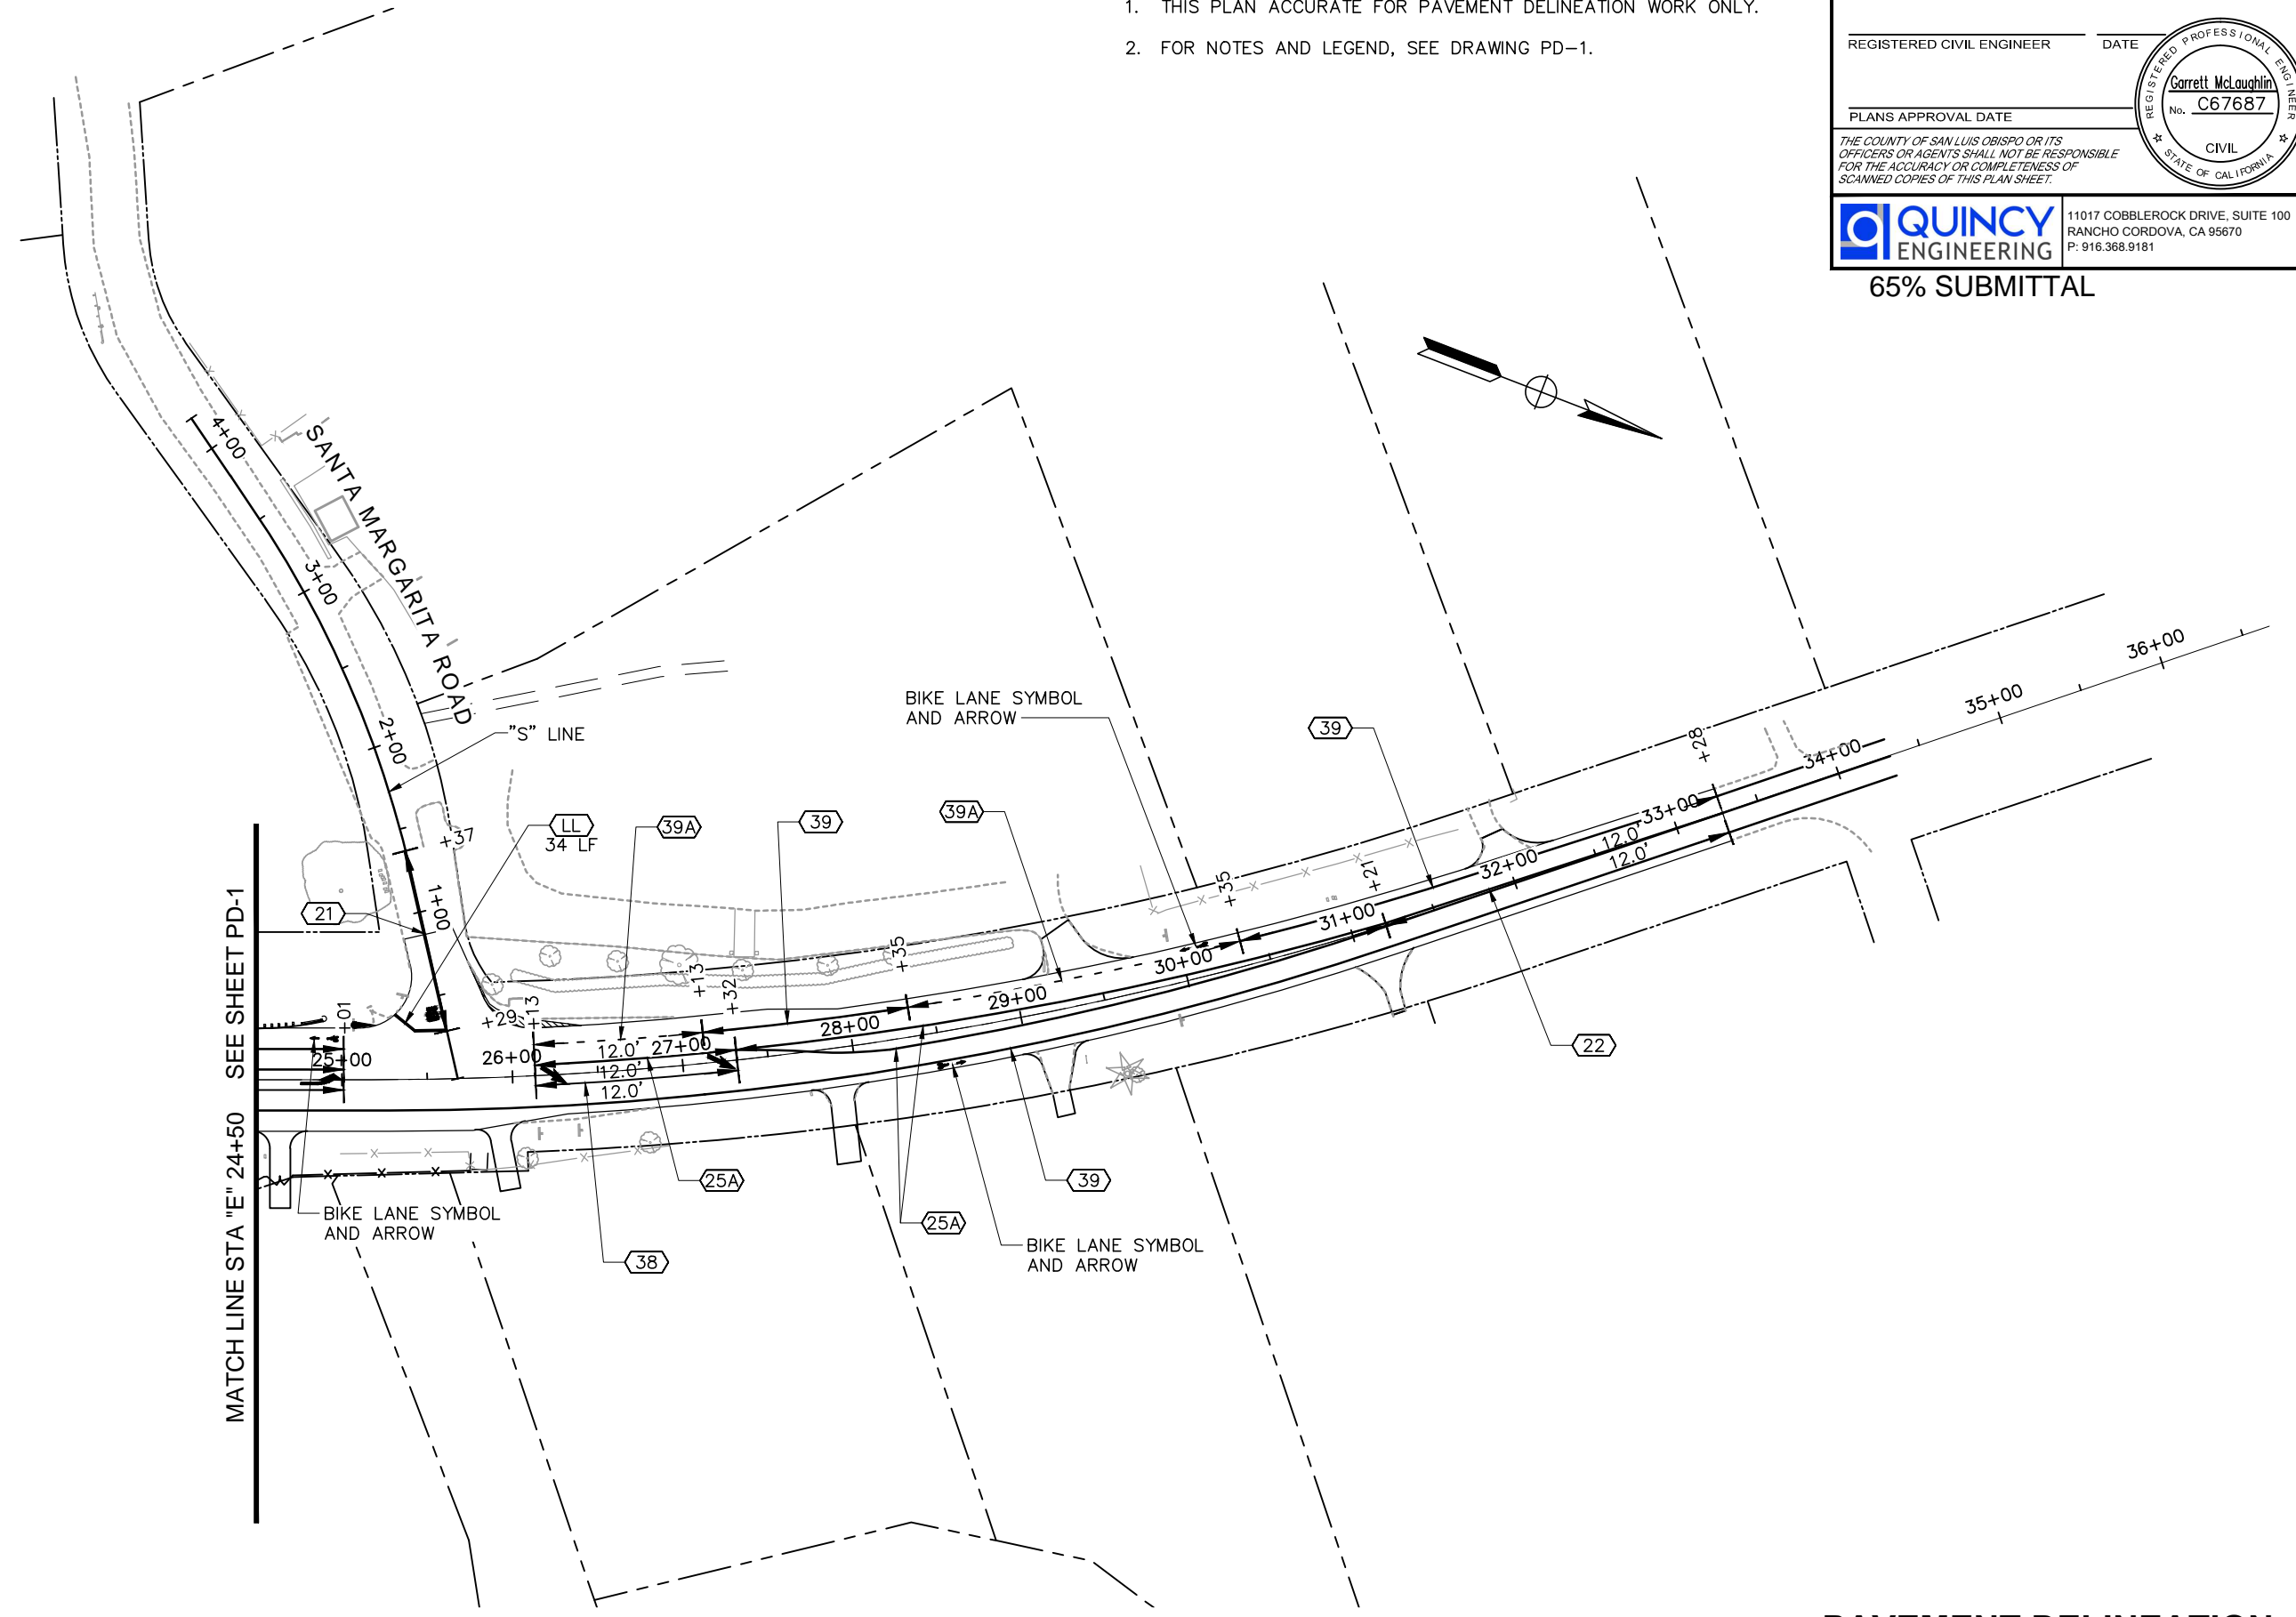 1. THIS PLAN ACCURATE FOR PAVEMENT DELINEATION WORK ONLY.
2. FOR NOTES AND LEGEND, SEE DRAWING PD-1.
REGISTERED CIVIL ENGINEER DATE
PLANS APPROVAL DATE
REGISTERED PROFESSIONAL ENGINEER
Garrett McLaughlin
No. C67687
CIVIL
STATE OF CALIFORNIA
THE COUNTY OF SAN LUIS OBISPO OR ITS
OFFICERS OR AGENTS SHALL NOT BE RESPONSIBLE
FOR THE ACCURACY OR COMPLETENESS OF
SCANNED COPIES OF THIS PLAN SHEET.
QUINCY
ENGINEERING
11017 COBBLEROCK DRIVE, SUITE 100
RANCHO CORDOVA, CA 95670
P: 916.368.9181
65% SUBMITTAL
SANTA MARGARITA ROAD
4+00
3+00
2+00
1+00
"S" LINE
+37
LL
34 LF
21
39A
39
39A
BIKE LANE SYMBOL
AND ARROW
39
+28
+35
+21
+13
+32
+35
+01
+29
+13
25+00
26+00
27+00
28+00
29+00
30+00
31+00
32+00
33+00
34+00
35+00
36+00
12.0'
12.0'
12.0'
12.0'
12.0'
22
25A
38
25A
39
BIKE LANE SYMBOL
AND ARROW
BIKE LANE SYMBOL
AND ARROW
MATCH LINE STA "E" 24+50 SEE SHEET PD-1